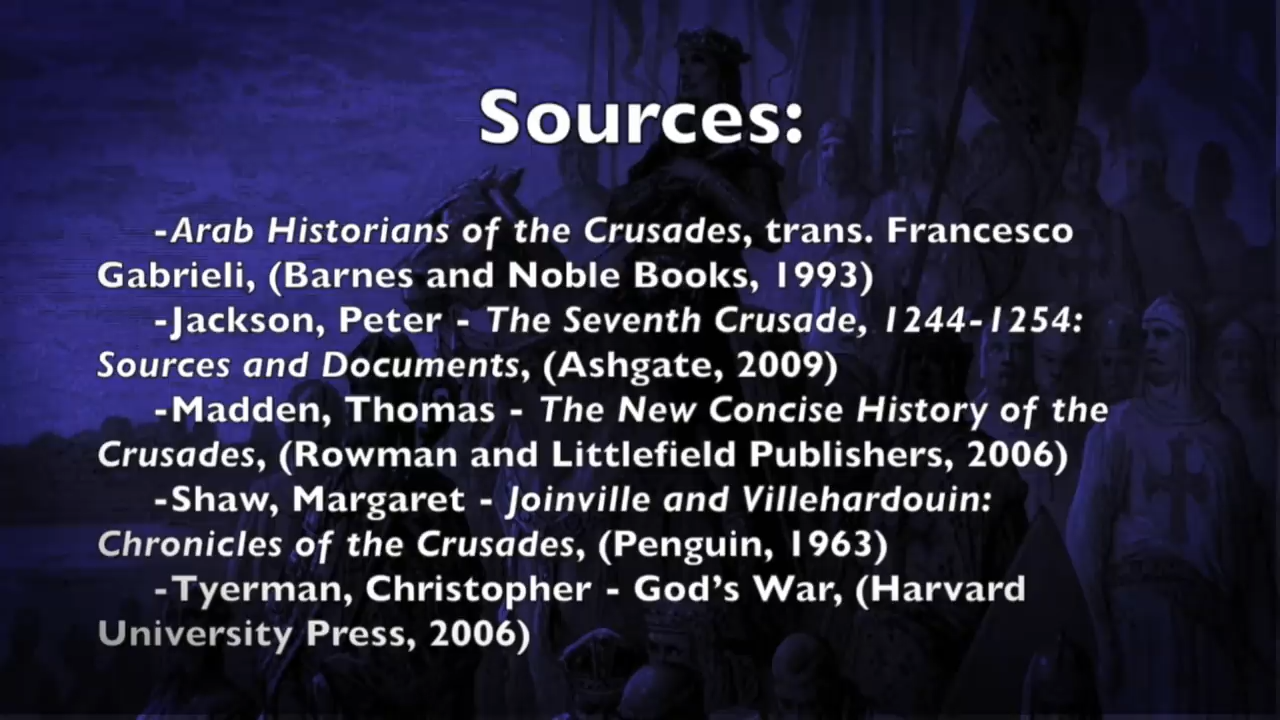 Sources:
-Arab Historians of the Crusades, trans. Francesco
Gabrieli, (Barnes and Noble Books, 1993)
-Jackson, Peter - The Seventh Crusade, 1244-1254:
Sources and Documents, (Ashgate, 2009)
-Madden, Thomas - The New Concise History of the
Crusades, (Rowman and Littlefield Publishers, 2006)
-Shaw, Margaret - Joinville and Villehardouin:
Chronicles of the Crusades, (Penguin, 1963)
-Tyerman, Christopher - God’s War, (Harvard
University Press, 2006)